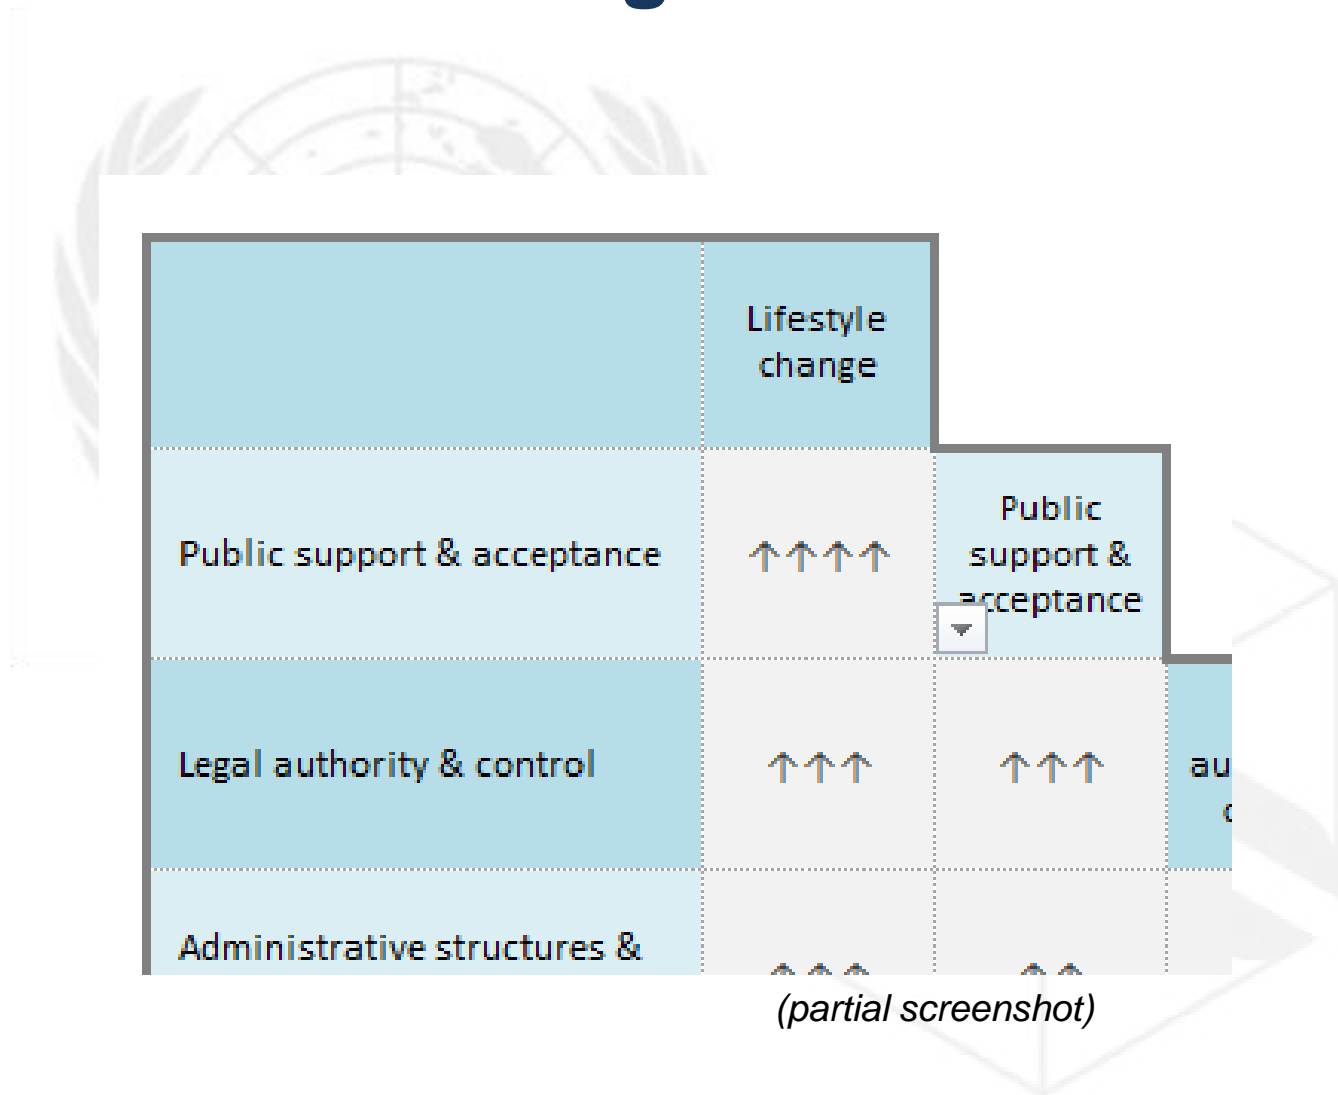 Lifestyle
change
Public support & acceptance
↑↑↑↑
Public
support &
acceptance
Legal authority & control
↑↑↑
↑↑↑
Administrative structures &
↑↑↑
↑↑
(partial screenshot)